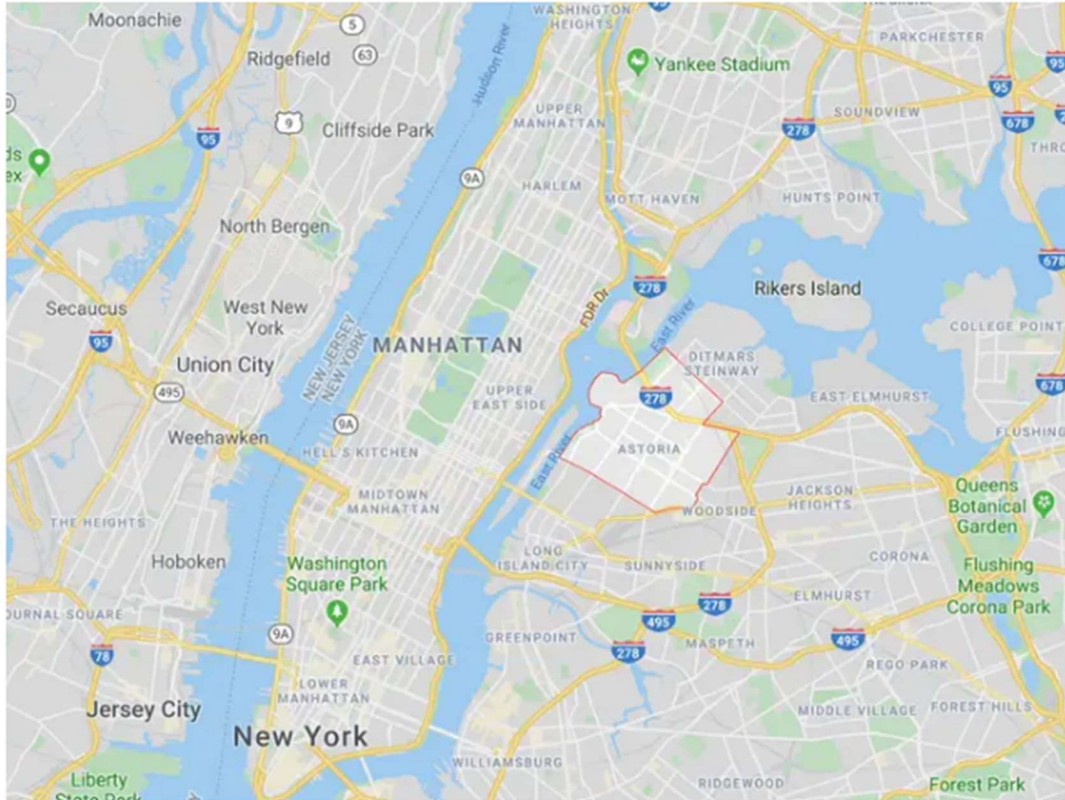 Moonachie
5
WASHINGTON
HEIGHTS
PARKCHESTER
Ridgefield
63
Hudson River
Yankee Stadium
95
95
9
Cliffside Park
UPPER
MANHATTAN
SOUNDVIEW
278
678
95
ds
ex
THRO
9A
HARLEM
MOTT HAVEN
HUNTS POINT
North Bergen
678
278
Rikers Island
Secaucus
West New
York
FDR Dr
East River
COLLEGE POINT
95
NEW JERSEY
NEW YORK
MANHATTAN
Union City
DITMARS
STEINWAY
495
UPPER
EAST SIDE
278
EAST ELMHURST
678
9A
Weehawken
HELL'S KITCHEN
East River
ASTORIA
FLUSHING
MIDTOWN
MANHATTAN
JACKSON
HEIGHTS
WOODSIDE
Queens
Botanical
Garden
THE HEIGHTS
Hoboken
Washington
Square Park
LONG
ISLAND CITY
SUNNYSIDE
CORONA
Flushing
Meadows
Corona Park
OURNAL SQUARE
278
ELMHURST
495
9A
GREENPOINT
278
MASPETH
495
78
EAST VILLAGE
REGO PARK
LOWER
MANHATTAN
Jersey City
MIDDLE VILLAGE
FOREST HILLS
New York
WILLIAMSBURG
Liberty
State Park
RIDGEWOOD
Forest Park